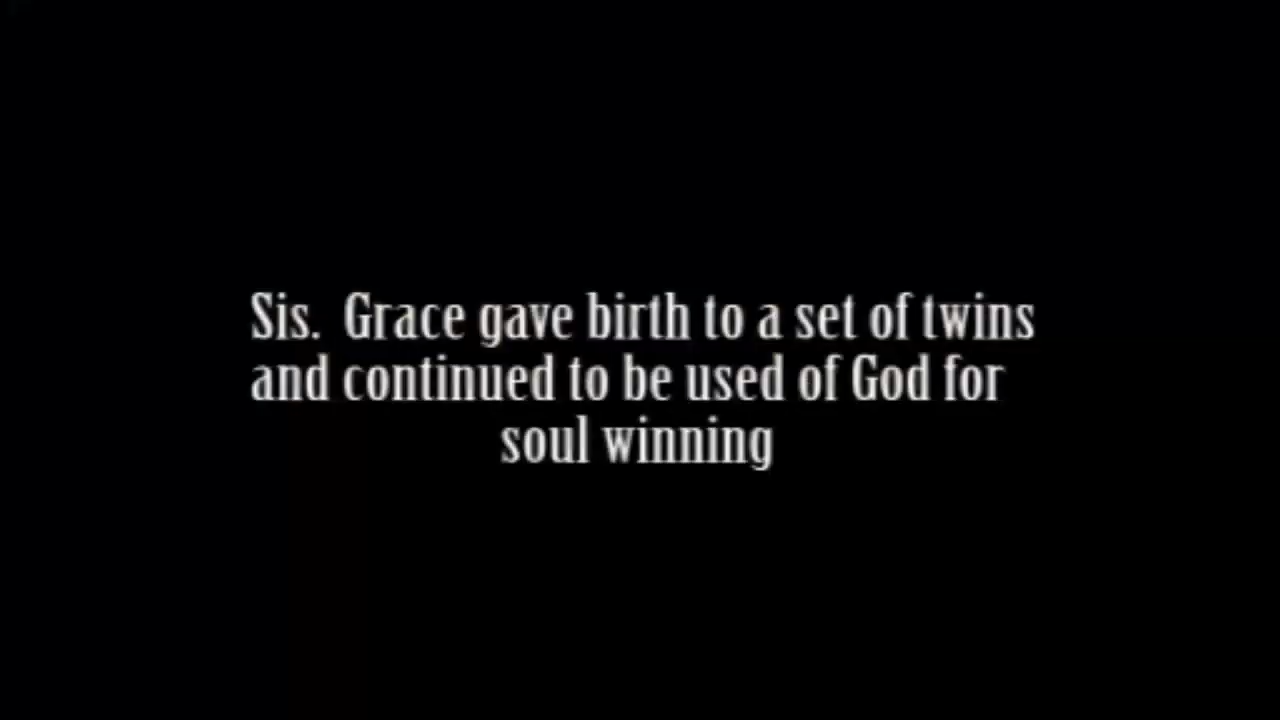 Sis.  Grace gave birth to a set of twins
and continued to be used of God for
soul winning